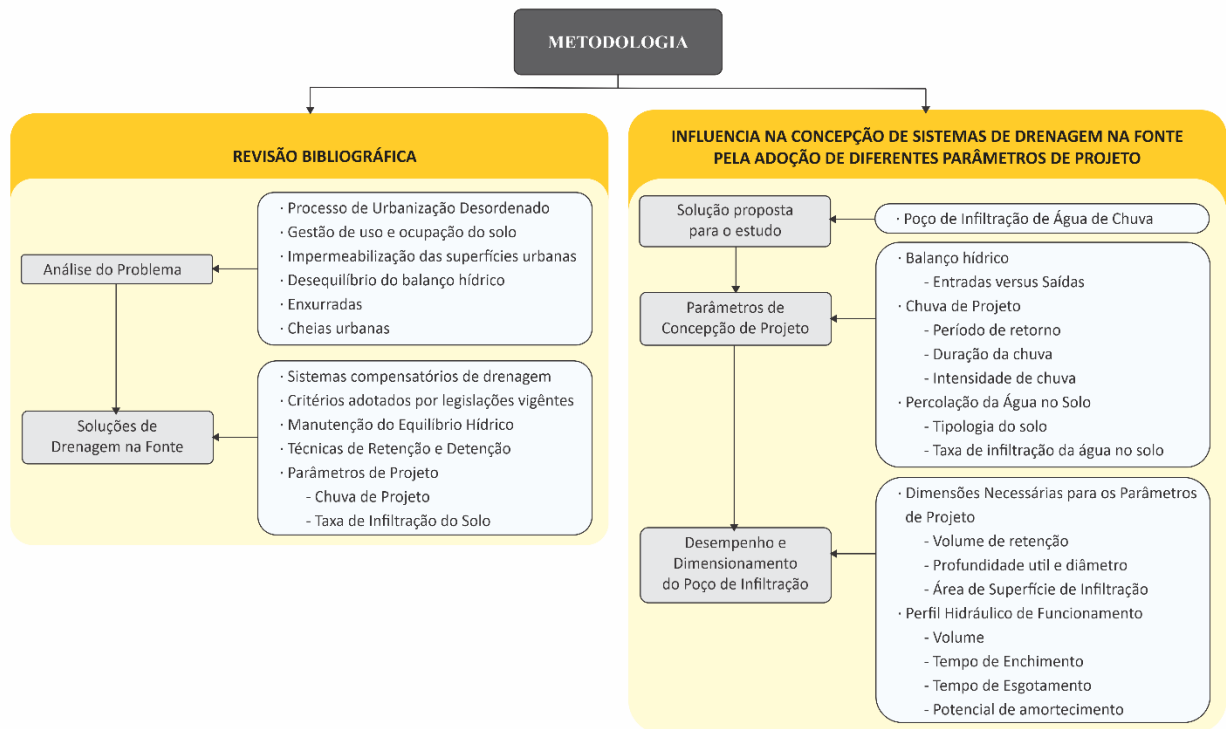 METODOLOGIA
REVISÃO BIBLIOGRÁFICA
Análise do Problema
· Processo de Urbanização Desordenado
· Gestão de uso e ocupação do solo
· Impermeabilização das superfícies urbanas
· Desequilíbrio do balanço hídrico
· Enxurradas
· Cheias urbanas
Soluções de
Drenagem na Fonte
· Sistemas compensatórios de drenagem
· Critérios adotados por legislações vigêntes
· Manutenção do Equilíbrio Hídrico
· Técnicas de Retenção e Detenção
· Parâmetros de Projeto
- Chuva de Projeto
- Taxa de Infiltração do Solo
INFLUENCIA NA CONCEPÇÃO DE SISTEMAS DE DRENAGEM NA FONTE
PELA ADOÇÃO DE DIFERENTES PARÂMETROS DE PROJETO
Solução proposta
para o estudo
· Poço de Infiltração de Água de Chuva
Parâmetros de
Concepção de Projeto
· Balanço hídrico
- Entradas versus Saídas
· Chuva de Projeto
- Período de retorno
- Duração da chuva
- Intensidade de chuva
· Percolação da Água no Solo
- Tipologia do solo
- Taxa de infiltração da água no solo
Desempenho e
Dimensionamento
do Poço de Infiltração
· Dimensões Necessárias para os Parâmetros
de Projeto
- Volume de retenção
- Profundidade util e diâmetro
- Área de Superfície de Infiltração
· Perfil Hidráulico de Funcionamento
- Volume
- Tempo de Enchimento
- Tempo de Esgotamento
- Potencial de amortecimento